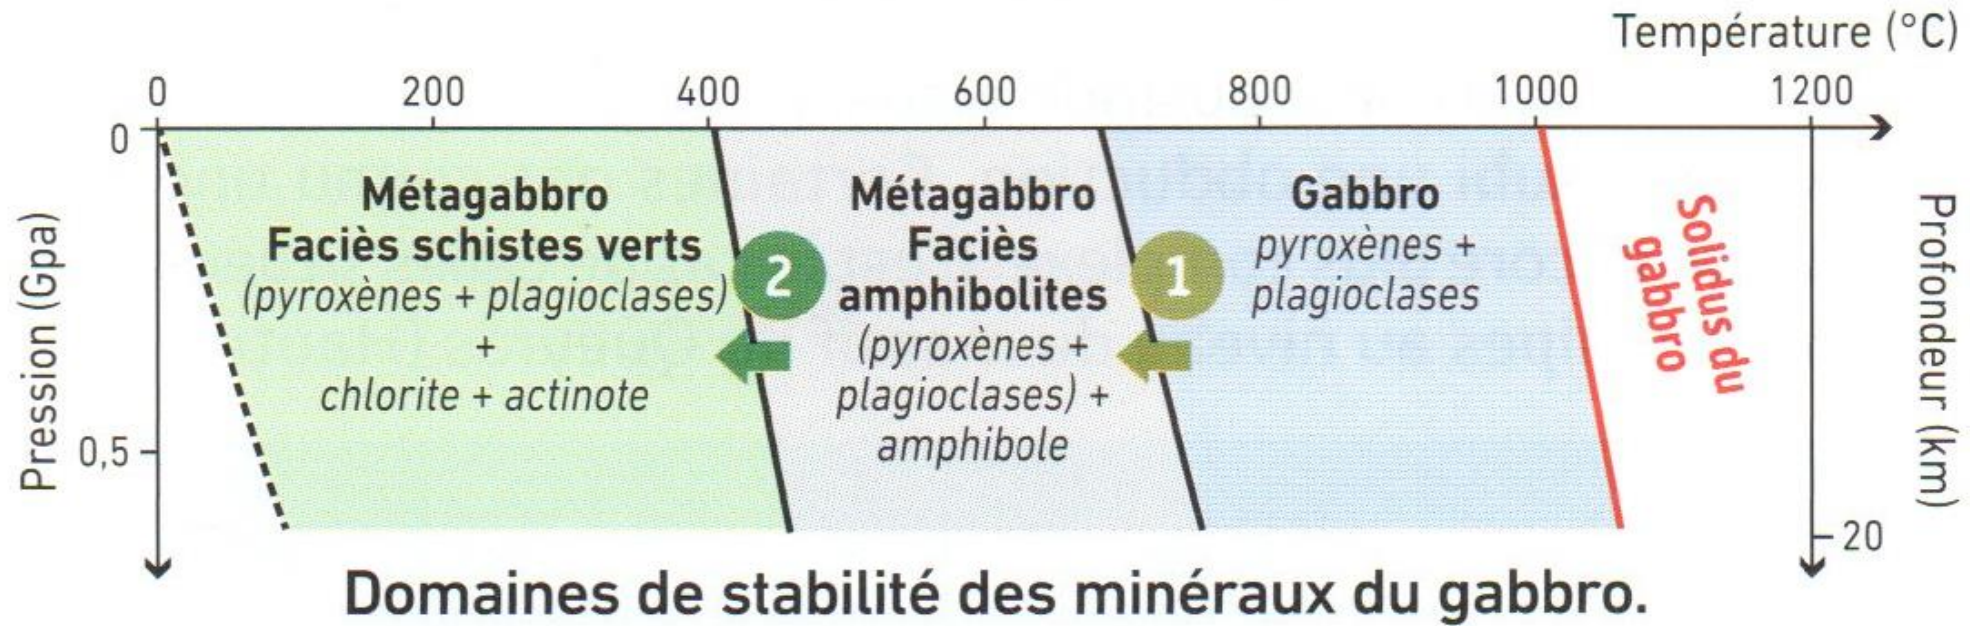 Température (°C)
0 200 400 600 800 1000 1200
0
Pression (Gpa)
0,5
Métagabbro
Faciès schistes verts
(pyroxènes + plagioclases)
+
chlorite + actinote
2
Métagabbro
Faciès
amphibolites
(pyroxènes +
plagioclases) +
amphibole
1
Gabbro
pyroxènes +
plagioclases
Solidus du
gabbro
Profondeur (km)
20
Domaines de stabilité des minéraux du gabbro.